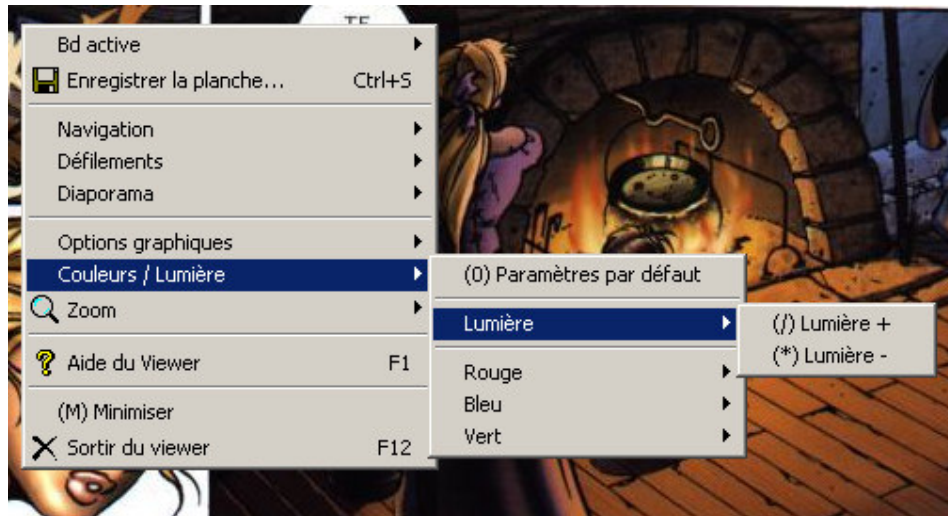 TE
Bd active
Enregistrer la planche... Ctrl+S
Navigation
Défilements
Diaporama
Options graphiques
Couleurs / Lumière
Zoom
Aide du Viewer F1
(M) Minimiser
Sortir du viewer F12
(0) Paramètres par défaut
Lumière
Rouge
Bleu
Vert
(/) Lumière +
(*) Lumière -